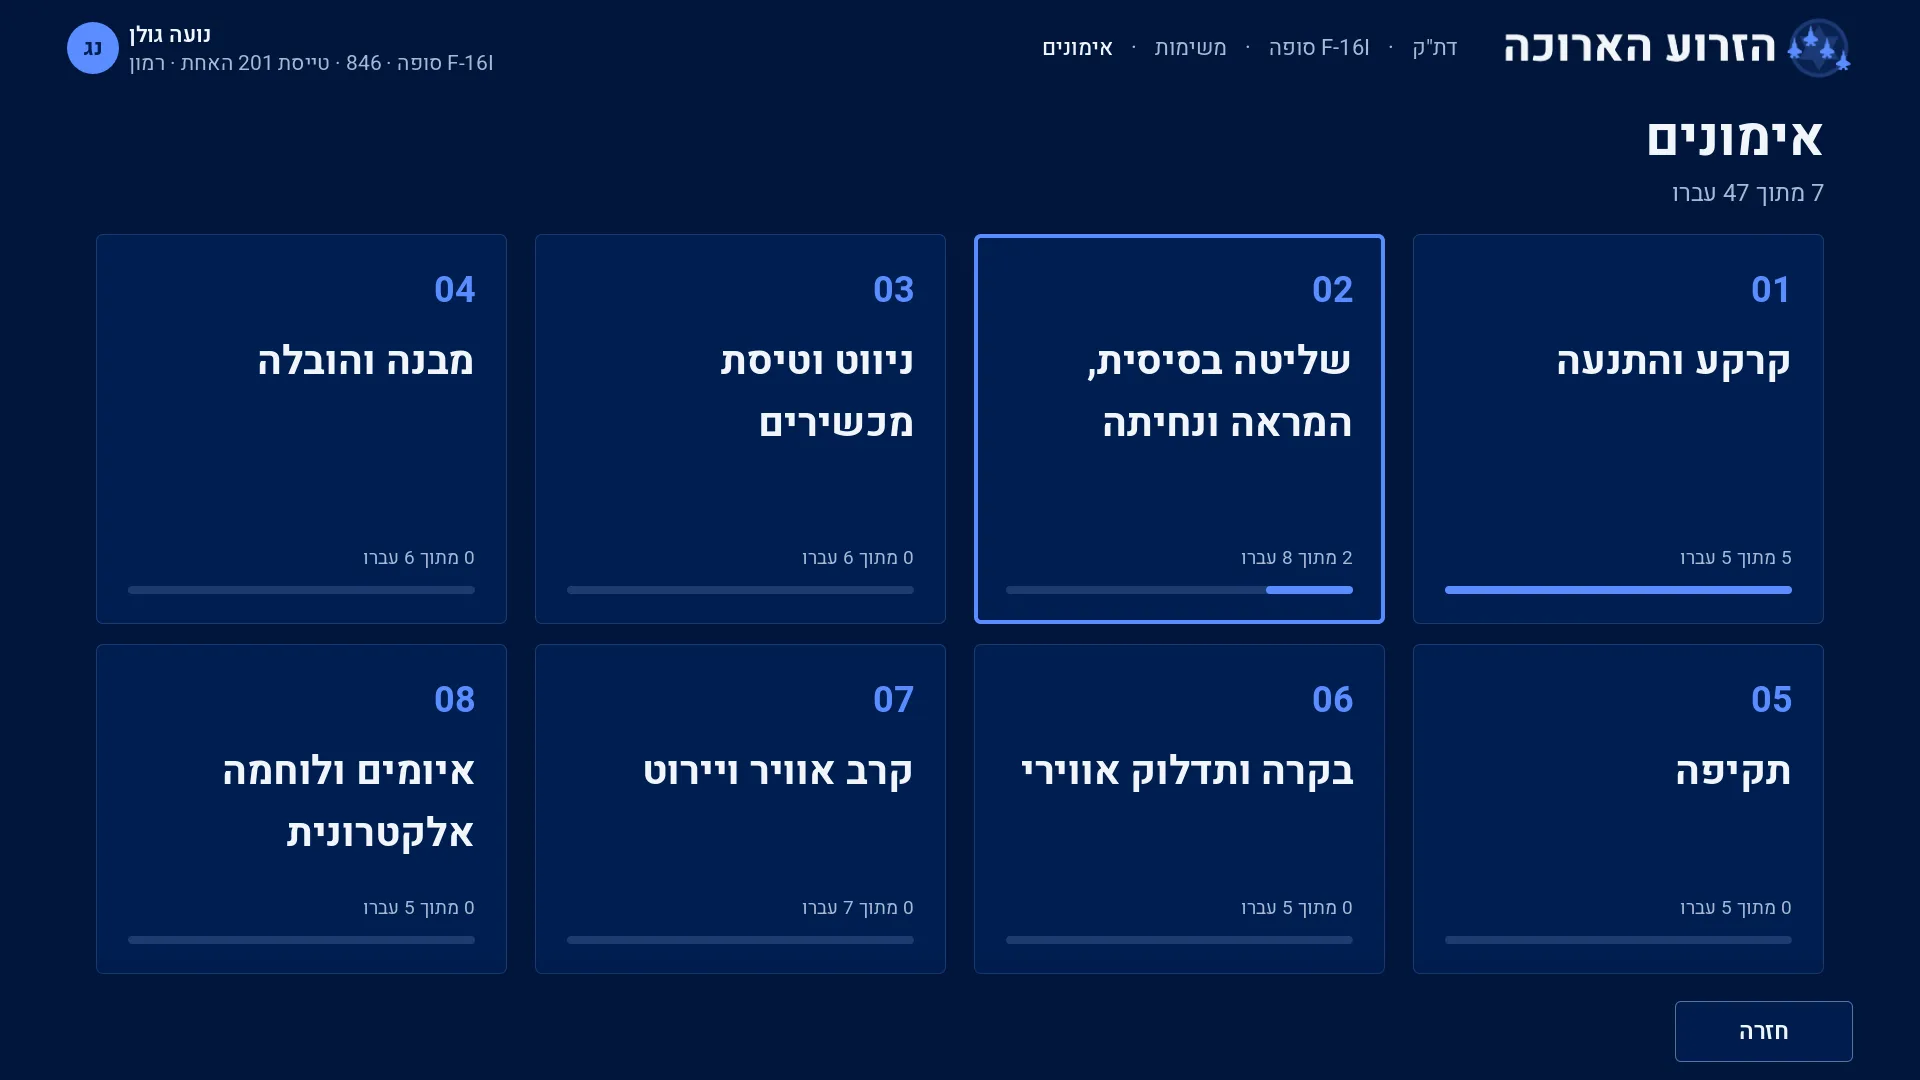 הזרוע הארוכה
דת"ק · F-16I סופה · משימות · אימונים
נועה גולן
F-16I סופה · 846 · טייסת 201 האחת · רמון
נג
אימונים
7 מתוך 47 עברו
01
קרקע והתנעה
5 מתוך 5 עברו
02
שליטה בסיסית,
המראה ונחיתה
2 מתוך 8 עברו
03
ניווט וטיסת
מכשירים
0 מתוך 6 עברו
04
מבנה והובלה
0 מתוך 6 עברו
05
תקיפה
0 מתוך 5 עברו
06
בקרה ותדלוק אווירי
0 מתוך 5 עברו
07
קרב אוויר ויירוט
0 מתוך 7 עברו
08
איומים ולוחמה
אלקטרונית
0 מתוך 5 עברו
חזרה